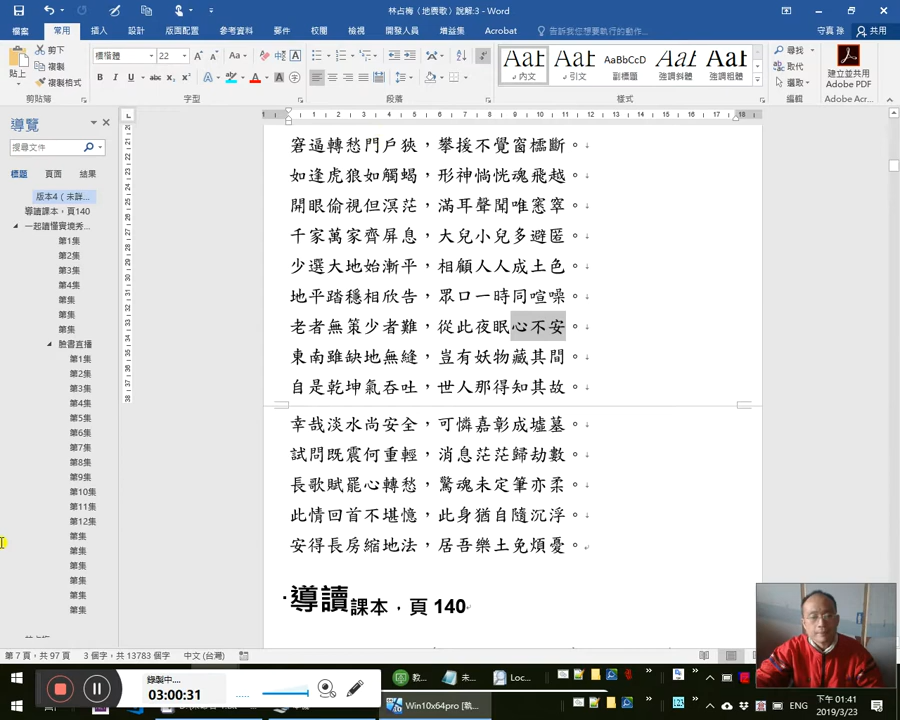 林占梅〈地震歌〉說解:3 - Word
檔案 常用 插入 設計 版面配置 參考資料 郵件 校閱 檢視 開發人員 增益集 Acrobat 告訴我您想要執行的動作... 守真 孫 共用
貼上 剪下 複製 複製格式 剪貼簿
標楷體 字型
段落
內文 引文 副標題 強調斜體 強調粗體
樣式
尋找 取代 選取 編輯
建立並共用 Adobe PDF
Adobe Acr...
導覽
搜尋文件
標題 頁面 結果
版本4(未詳...
導讀課本,頁140
一起讀懂實境秀...
第1集
第2集
第3集
第4集
第集
第集
第集
臉書直播
第1集
第2集
第3集
第4集
第5集
第6集
第7集
第8集
第9集
第10集
第11集
第12集
第集
第集
第集
第集
第集
第集
窘逼轉愁門戶狹,攀援不覺窗櫺斷。
如逢虎狼如觸蝎,形神惝恍魂飛越。
開眼偷視但溟茫,滿耳聲聞唯窸窣。
千家萬家齊屏息,大兒小兒多避匿。
少選大地始漸平,相顧人人成土色。
地平踏穩相欣告,眾口一時同喧噪。
老者無策少者難,從此夜眠心不安。
東南雖缺地無縫,豈有妖物藏其間。
自是乾坤氣吞吐,世人那得知其故。
幸哉淡水尚安全,可憐嘉彰成墟墓。
試問既震何重輕,消息茫茫歸劫數。
長歌賦罷心轉愁,驚魂未定筆亦柔。
此情回首不堪憶,此身猶自隨沉浮。
安得長房縮地法,居吾樂土免煩憂。
導讀課本,頁 140
第 7 頁,共 97 頁 3 個字,共 13783 個字 中文 (台灣)
錄製中...
03:00:31
教...
未...
Loc...
Win10x64pro [執...
下午 01:41
2019/3/23